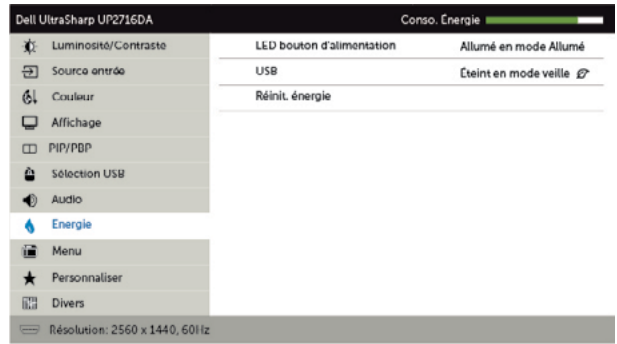 Dell UltraSharp UP2716DA
Conso. Énergie
Luminosité/Contraste
LED bouton d'alimentation
Allumé en mode Allumé
Source entrée
USB
Éteint en mode veille
Couleur
Réinit. énergie
Affichage
PIP/PBP
Sélection USB
Audio
Energie
Menu
Personnaliser
Divers
Résolution: 2560 x 1440, 60Hz